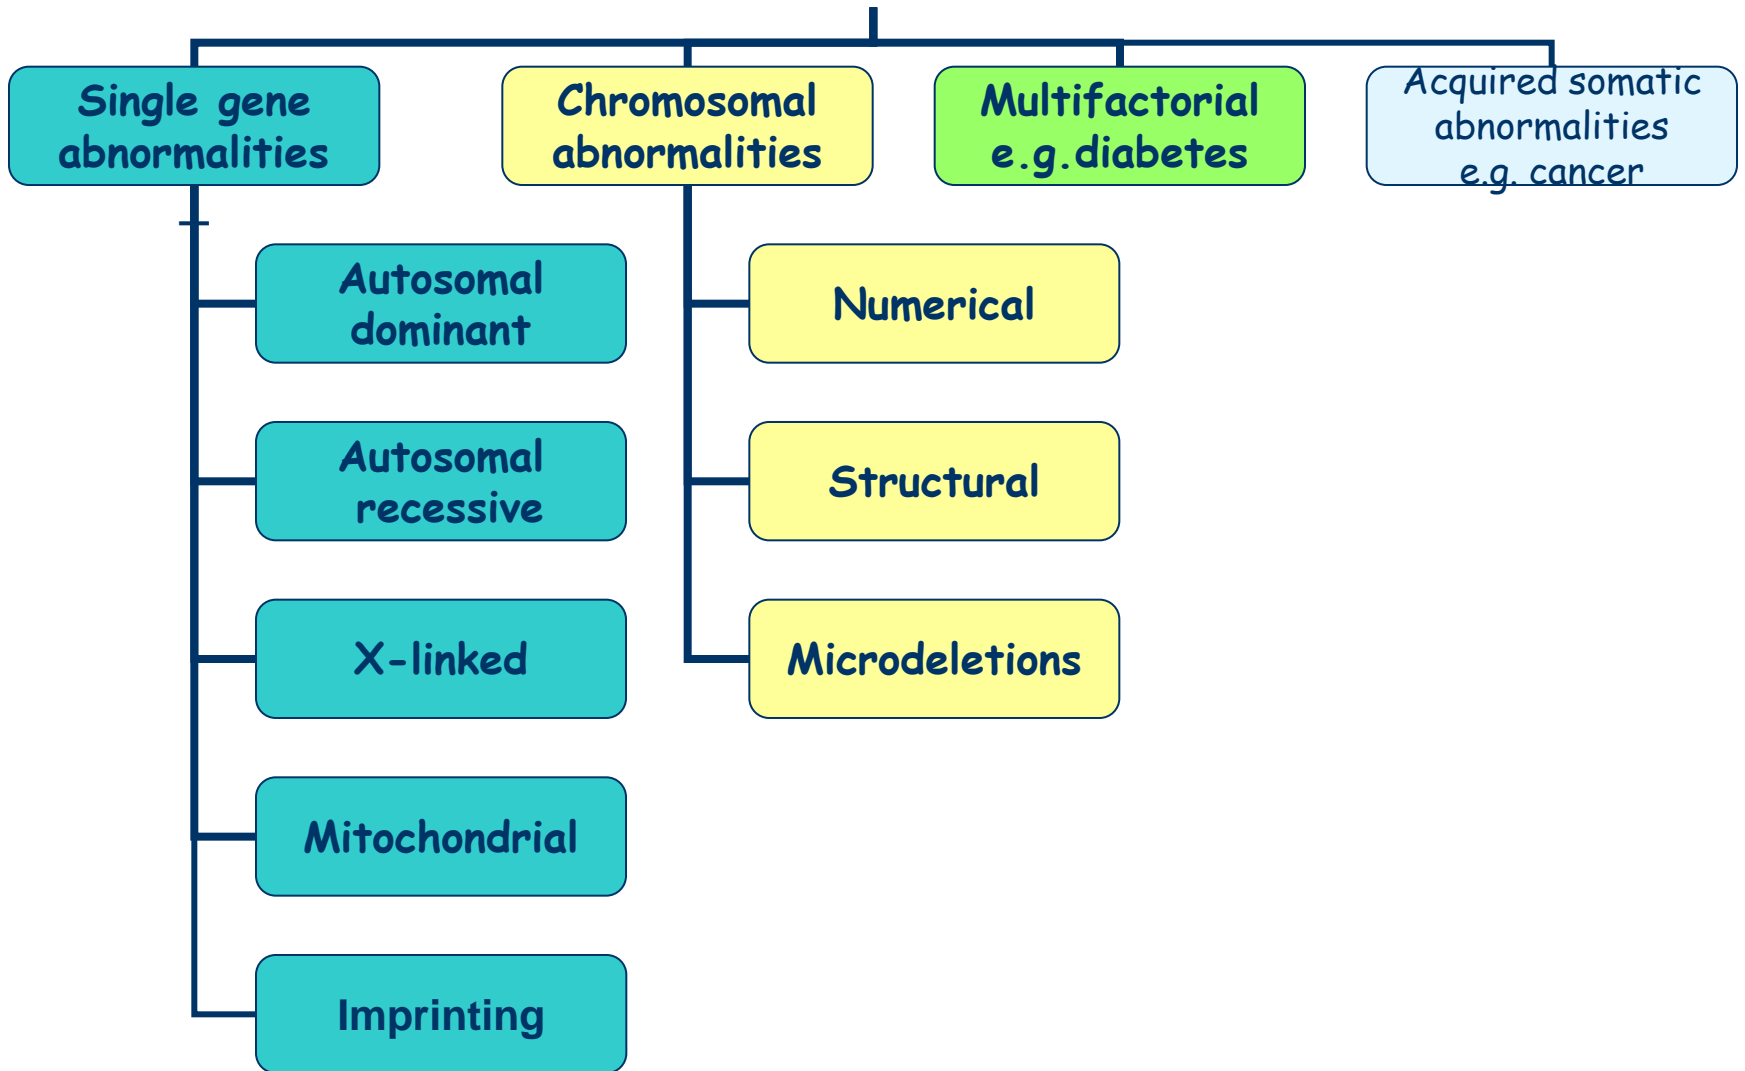 Single gene
abnormalities
Chromosomal
abnormalities
Multifactorial
e.g.diabetes
Acquired somatic
abnormalities
e.g. cancer
Autosomal
dominant
Autosomal
recessive
X-linked
Mitochondrial
Imprinting
Numerical
Structural
Microdeletions